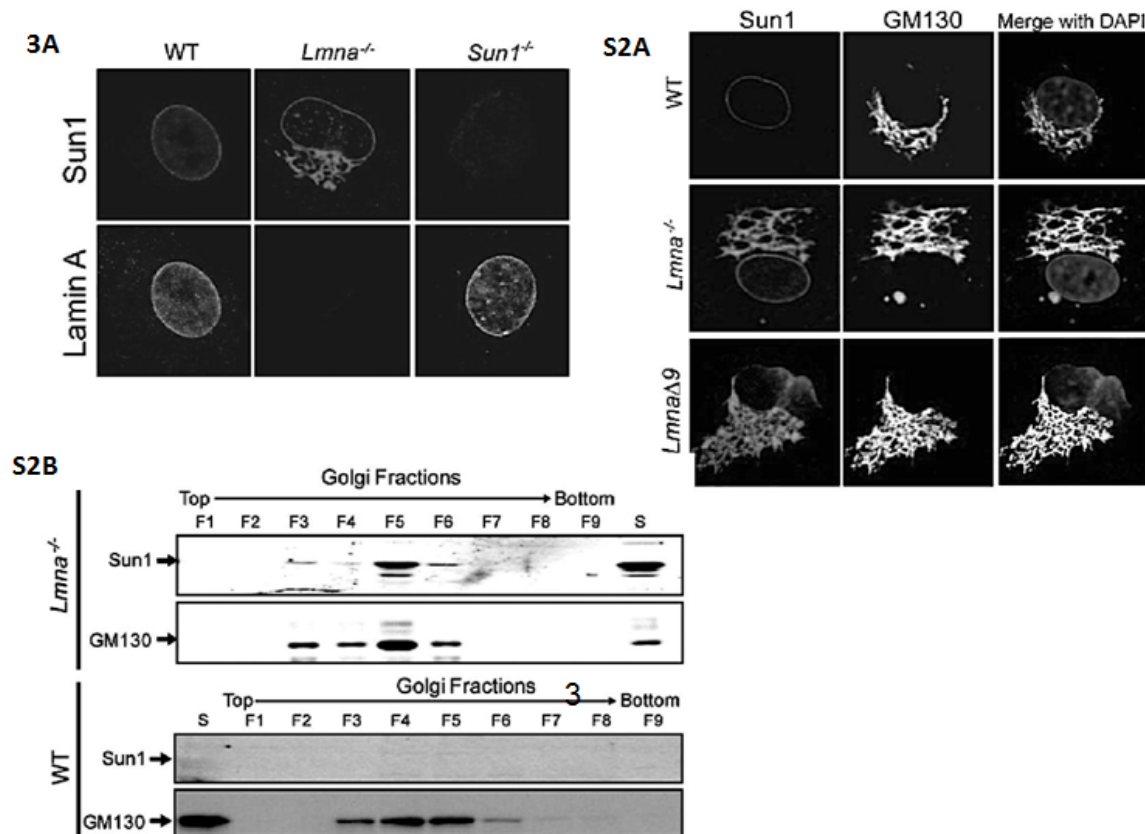 3A
WT Lmna-/- Sun1-/-
Sun1
Lamin A
S2A
Sun1 GM130 Merge with DAPI
WT
Lmna-/-
LmnaΔ9
S2B
Golgi Fractions
Top Bottom
F1 F2 F3 F4 F5 F6 F7 F8 F9 S
Lmna-/-
Sun1
GM130
Golgi Fractions
3
Top Bottom
S F1 F2 F3 F4 F5 F6 F7 F8 F9
WT
Sun1
GM130